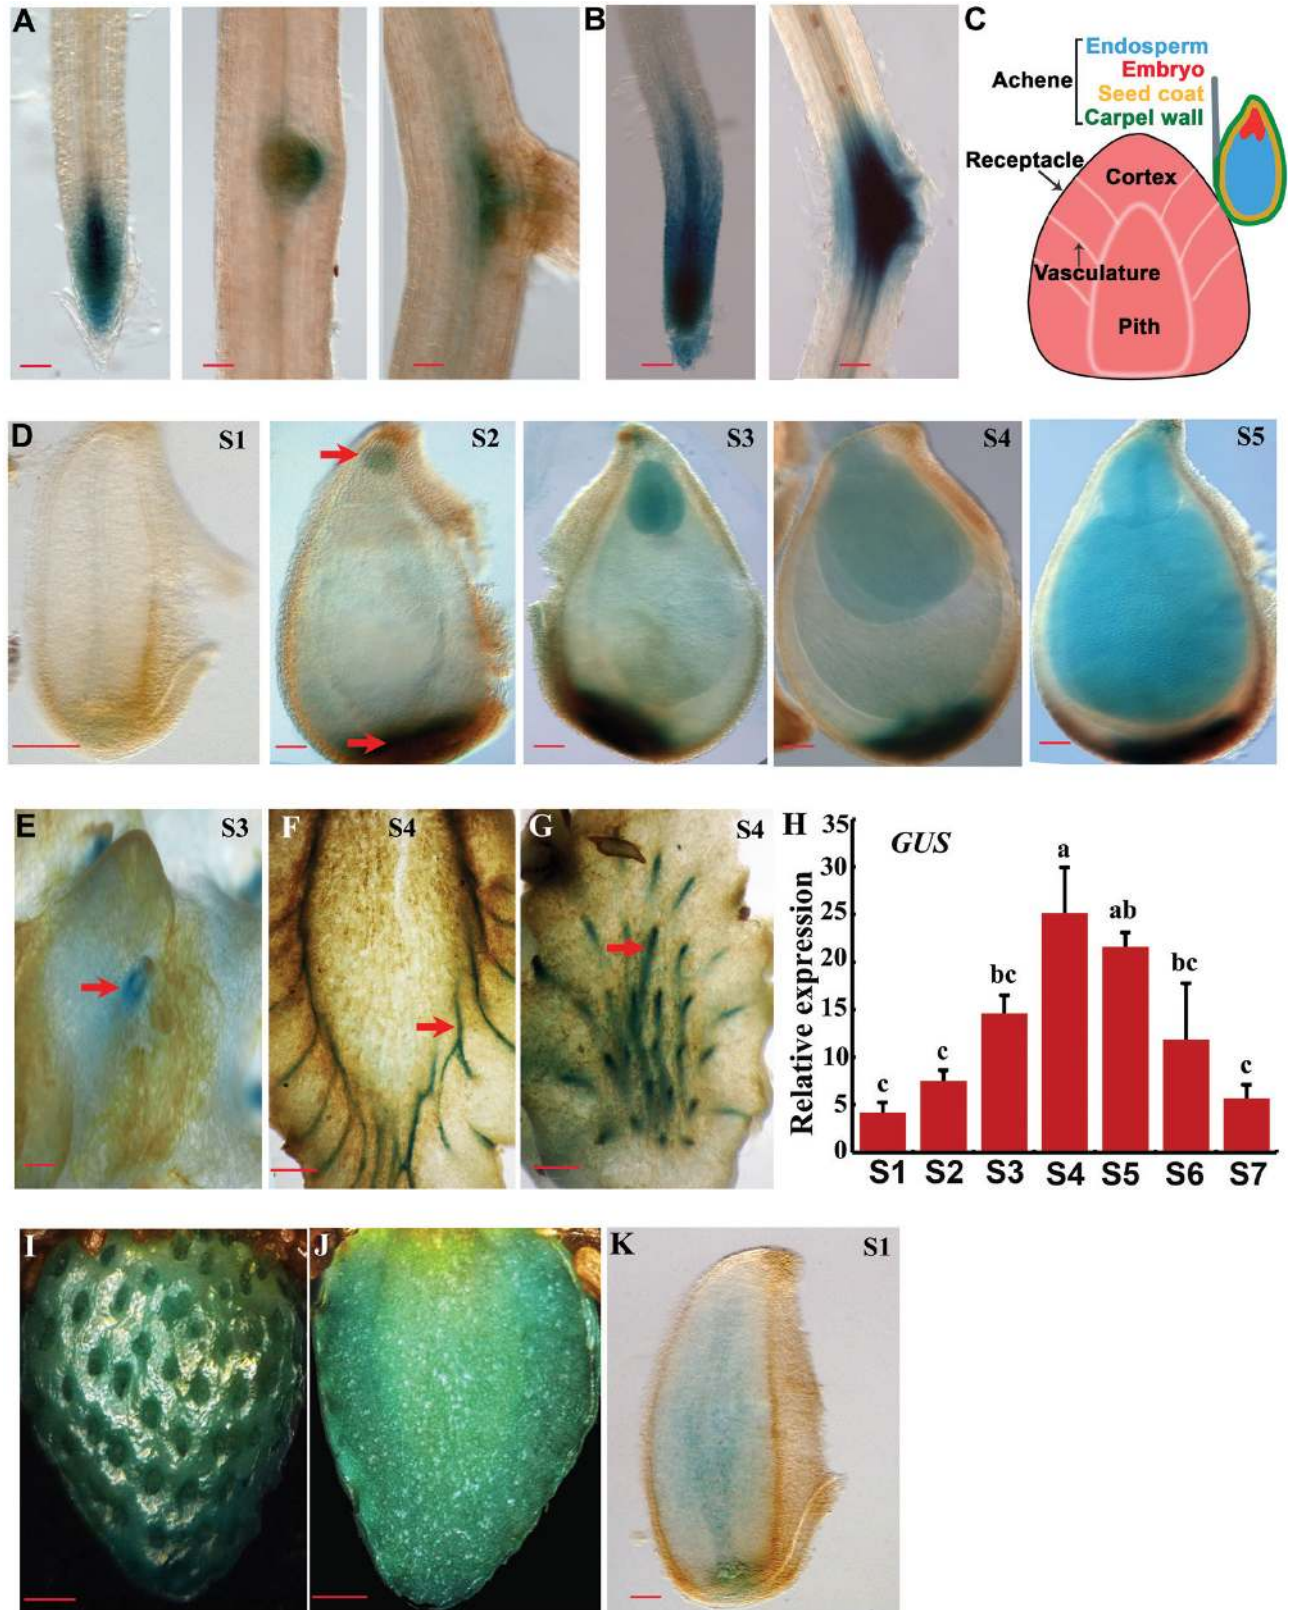 A
B
C
Endosperm
Embryo
Seed coat
Carpel wall
Achene
Receptacle
Cortex
Vasculature
Pith
D
S1
S2
S3
S4
S5
E
S3
F
S4
G
S4
H
GUS
Relative expression
35
30
25
20
15
10
5
0
c
c
bc
a
ab
bc
c
S1 S2 S3 S4 S5 S6 S7
I
J
K
S1